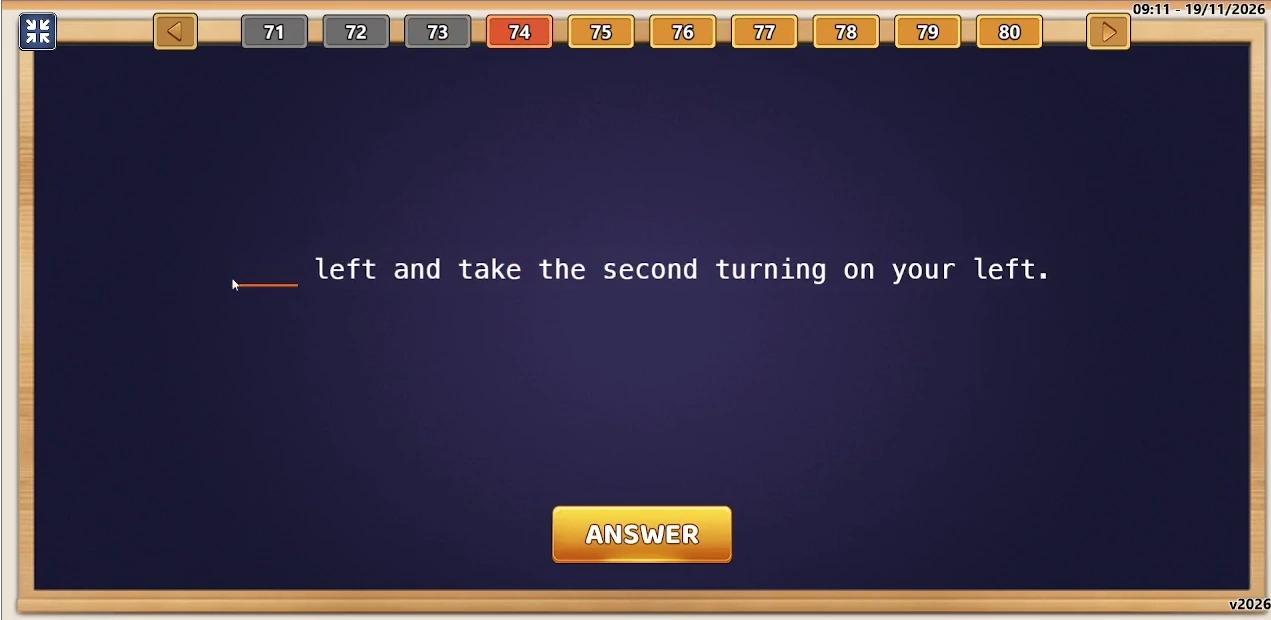 09:11 - 19/11/2026
71 72 73 74 75 76 77 78 79 80
____ left and take the second turning on your left.
ANSWER
v2026